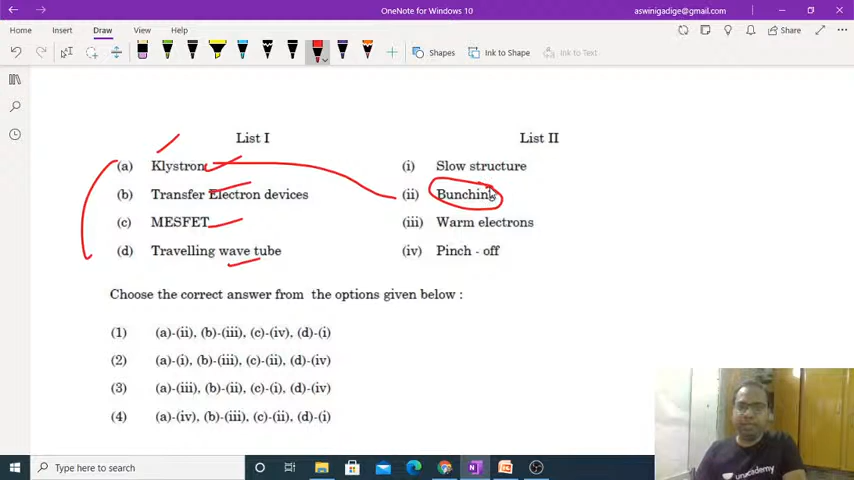 OneNote for Windows 10
aswinigadige@gmail.com
Home Insert Draw View Help
Share
Shapes Ink to Shape Ink to Text
List I List II
(a) Klystron (i) Slow structure
(b) Transfer Electron devices (ii) Bunching
(c) MESFET (iii) Warm electrons
(d) Travelling wave tube (iv) Pinch - off
Choose the correct answer from the options given below :
(1) (a)-(ii), (b)-(iii), (c)-(iv), (d)-(i)
(2) (a)-(i), (b)-(iii), (c)-(ii), (d)-(iv)
(3) (a)-(iii), (b)-(ii), (c)-(i), (d)-(iv)
(4) (a)-(iv), (b)-(iii), (c)-(ii), (d)-(i)
unacademy
Type here to search